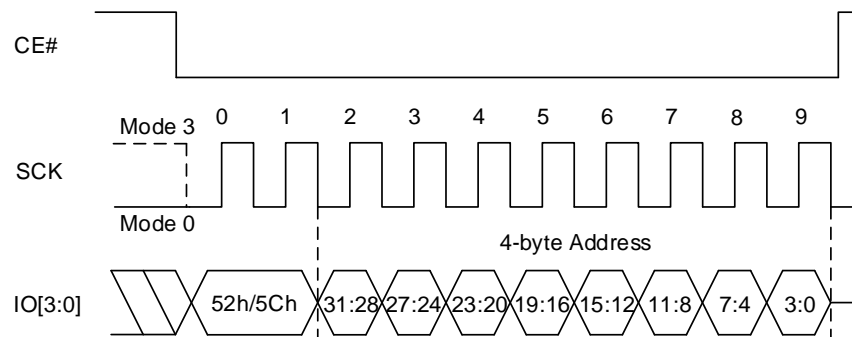 CE#
Mode 3 0 1 2 3 4 5 6 7 8 9
SCK
Mode 0
4-byte Address
IO[3:0] 52h/5Ch 31:28 27:24 23:20 19:16 15:12 11:8 7:4 3:0